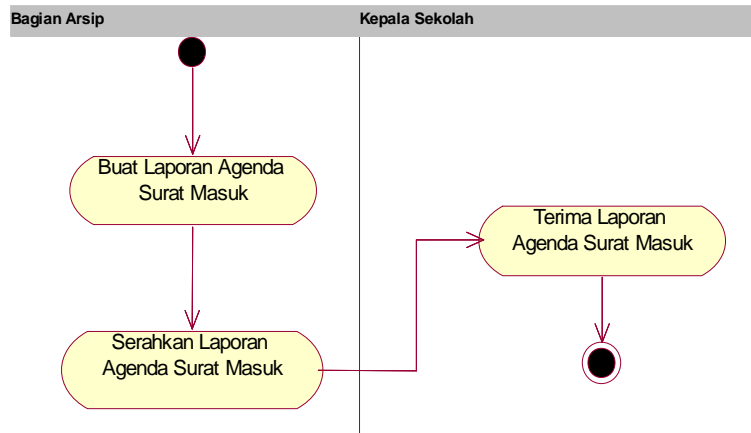 Bagian Arsip
Kepala Sekolah
Buat Laporan Agenda
Surat Masuk
Terima Laporan
Agenda Surat Masuk
Serahkan Laporan
Agenda Surat Masuk